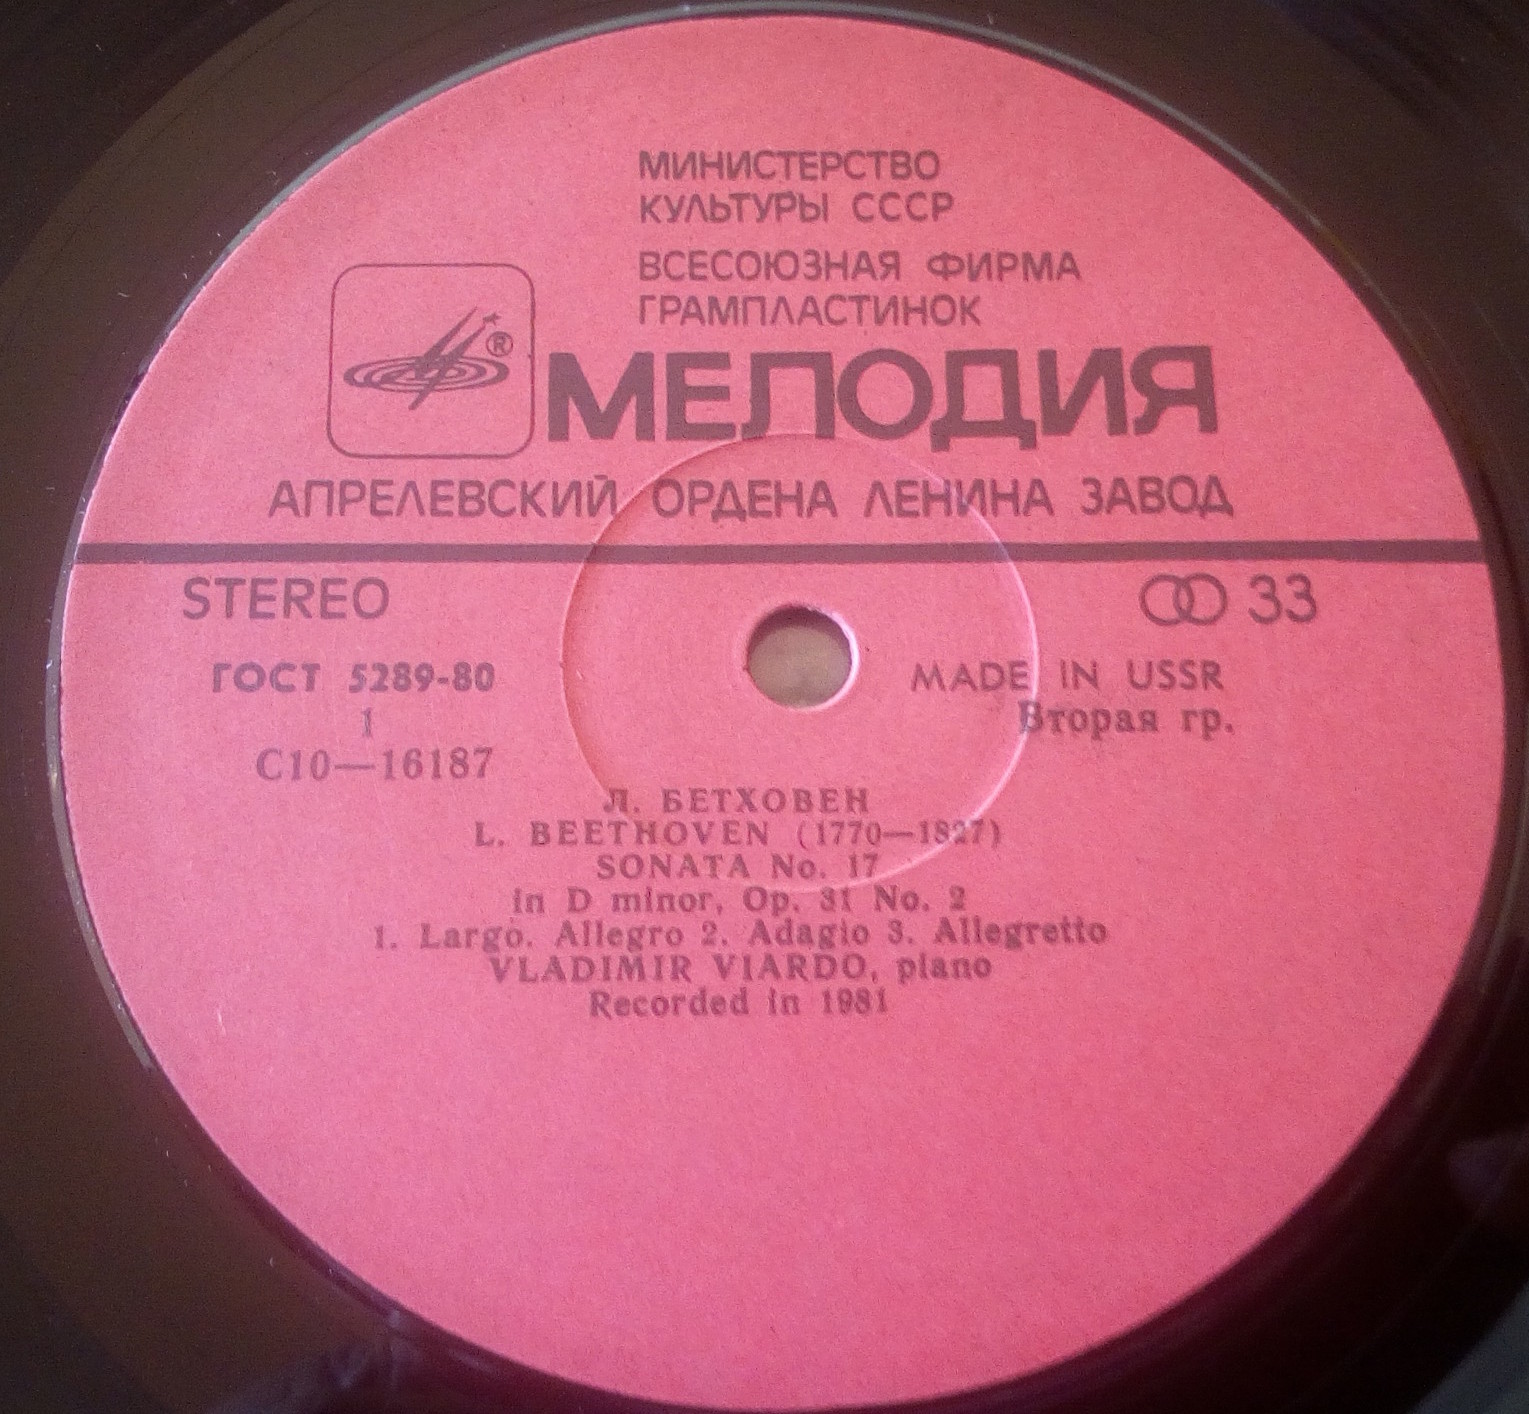 МИНИСТЕРСТВО
КУЛЬТУРЫ СССР
ВСЕСОЮЗНАЯ ФИРМА
ГРАМПЛАСТИНОК
®
МЕЛОДИЯ
АПРЕЛЕВСКИЙ ОРДЕНА ЛЕНИНА ЗАВОД
STEREO
33
ГОСТ 5289-80
MADE IN USSR
1
Вторая гр.
С10—16187
Л. БЕТХОВЕН
L. BEETHOVEN (1770—1827)
SONATA No. 17
in D minor, Op. 31 No. 2
1. Largo. Allegro 2. Adagio 3. Allegretto
VLADIMIR VIARDO, piano
Recorded in 1981